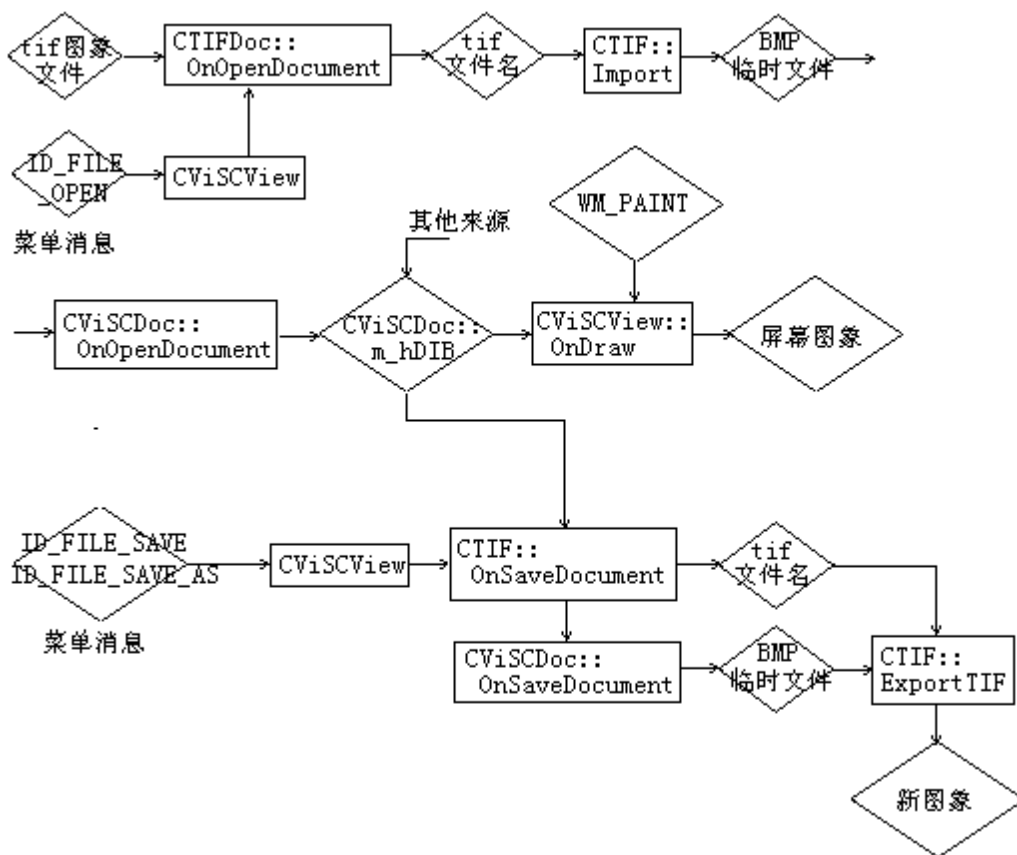 tif图象
文件
CTIFDoc::
OnOpenDocument
tif
文件名
CTIF::
Import
BMP
临时文件
ID_FILE
_OPEN
CViSCView
菜单消息
其他来源
WM_PAINT
CViSCDoc::
OnOpenDocument
CViSCDoc::
m_hDIB
CViSCView::
OnDraw
屏幕图象
ID_FILE_SAVE
ID_FILE_SAVE_AS
CViSCView
CTIF::
OnSaveDocument
tif
文件名
菜单消息
CViSCDoc::
OnSaveDocument
BMP
临时文件
CTIF::
ExportTIF
新图象